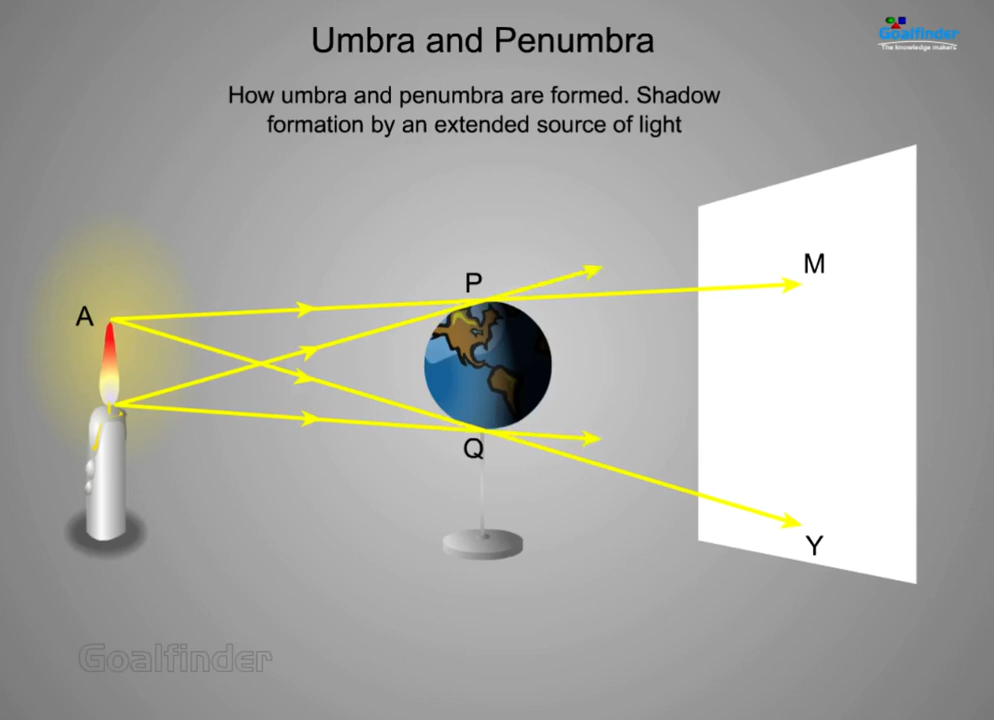 Umbra and Penumbra
Goalfinder
The knowledge makers
How umbra and penumbra are formed. Shadow
formation by an extended source of light
M
P
A
Q
Y
Goalfinder